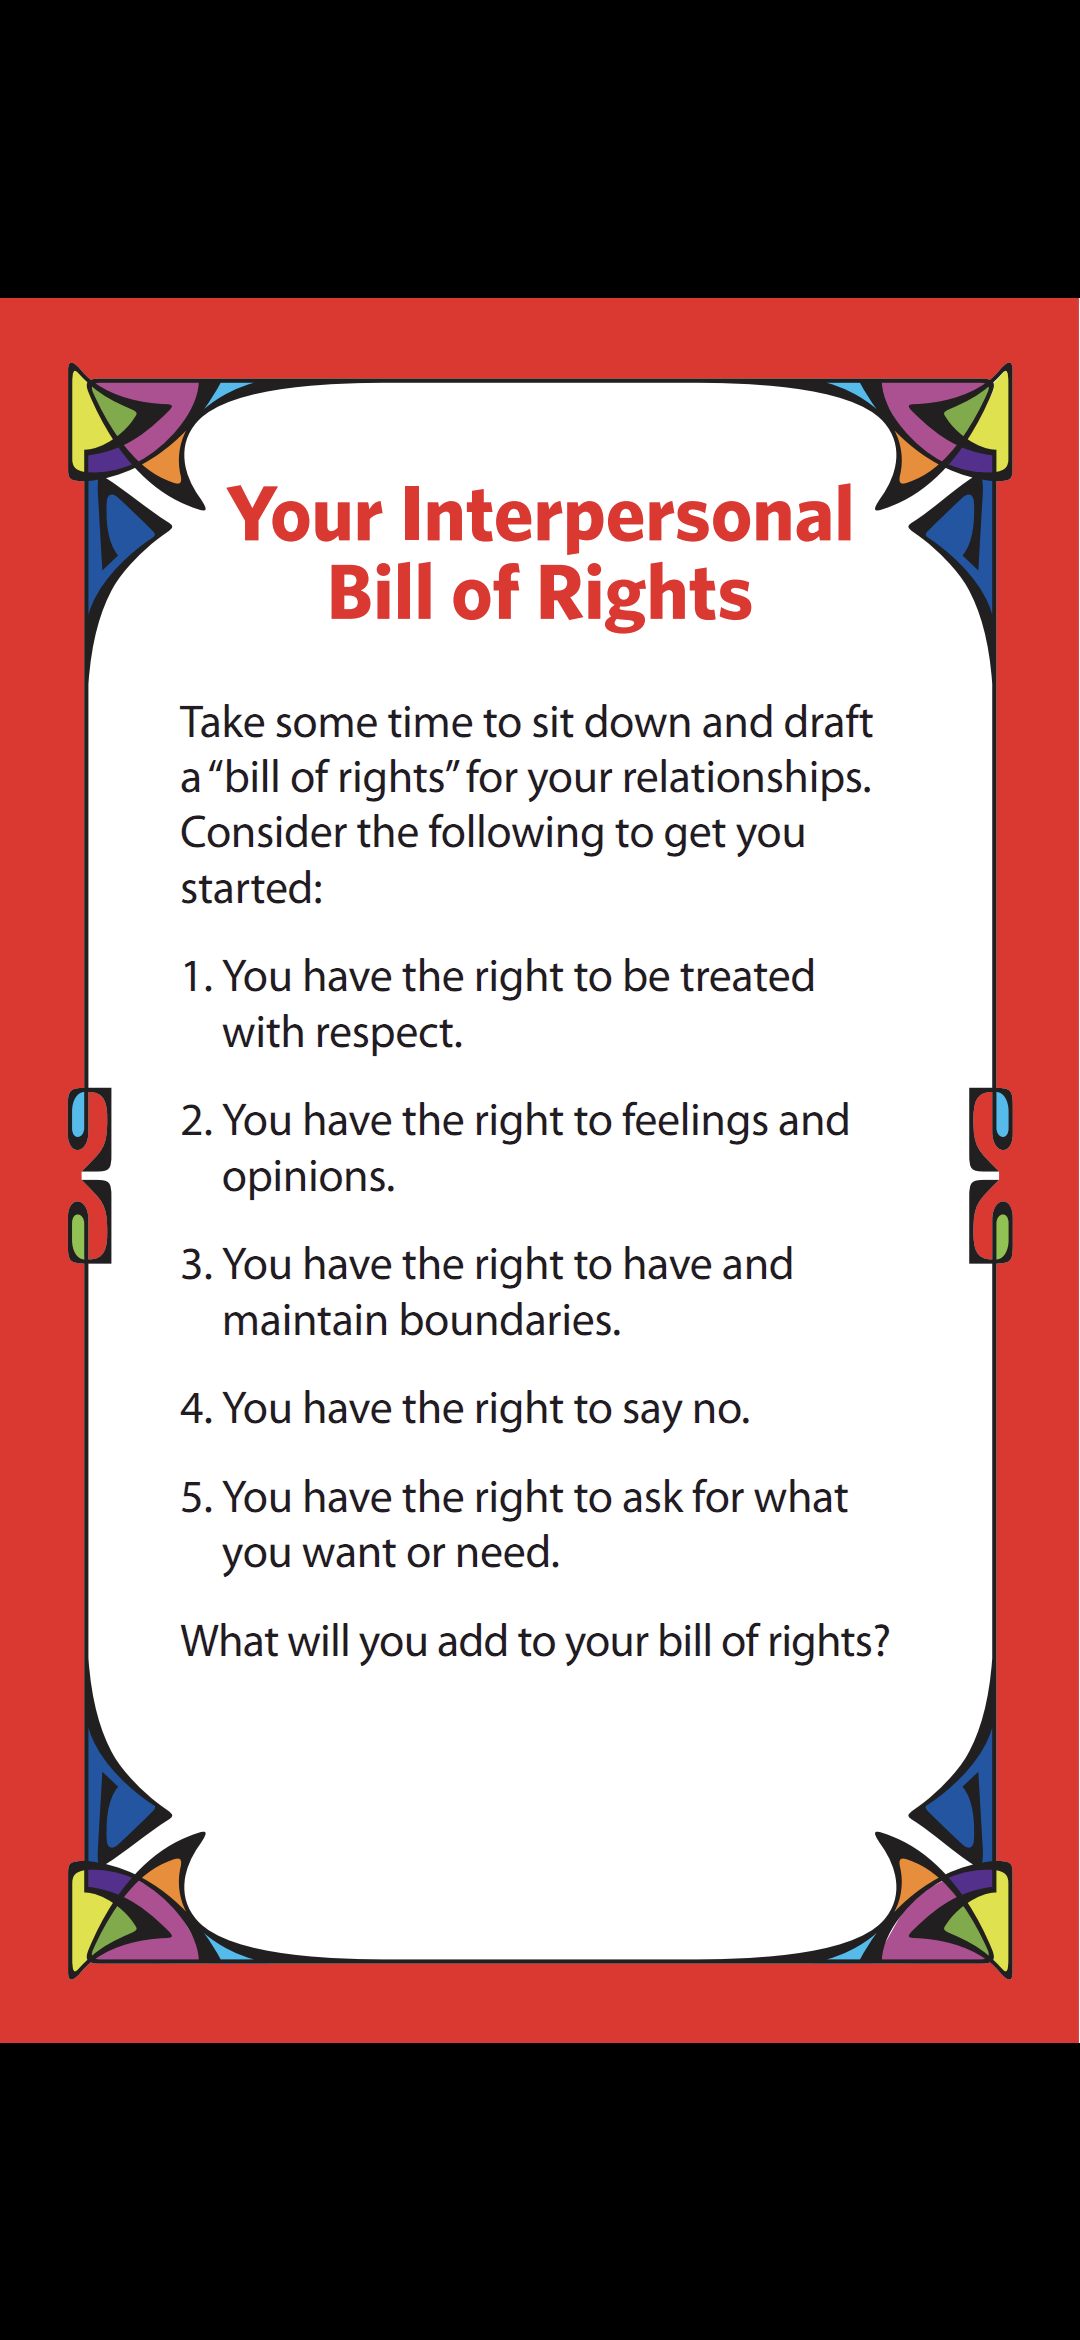 Your Interpersonal
Bill of Rights
Take some time to sit down and draft
a “bill of rights” for your relationships.
Consider the following to get you
started:
1. You have the right to be treated
with respect.
2. You have the right to feelings and
opinions.
3. You have the right to have and
maintain boundaries.
4. You have the right to say no.
5. You have the right to ask for what
you want or need.
What will you add to your bill of rights?